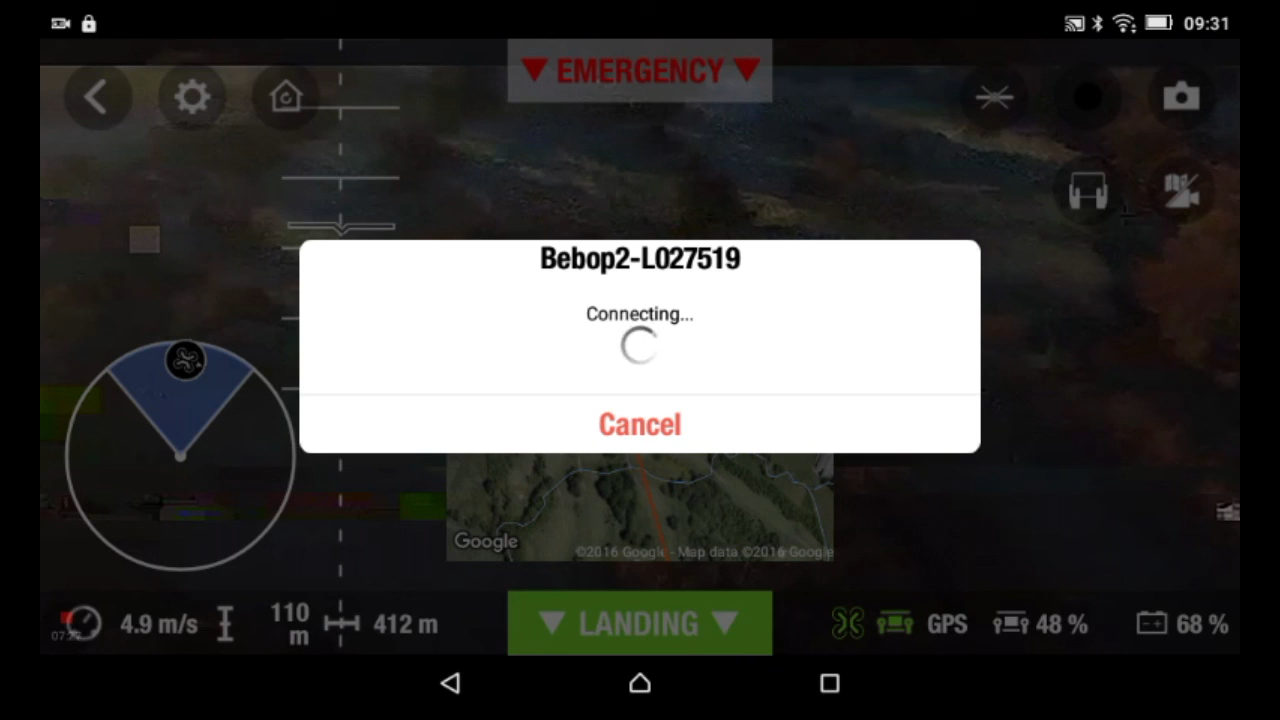 09:31
▼ EMERGENCY ▼
Bebop2-L027519
Connecting...
Cancel
Google
©2016 Google - Map data ©2016 Google
4.9 m/s
110 m
412 m
▼ LANDING ▼
GPS
48 %
68 %